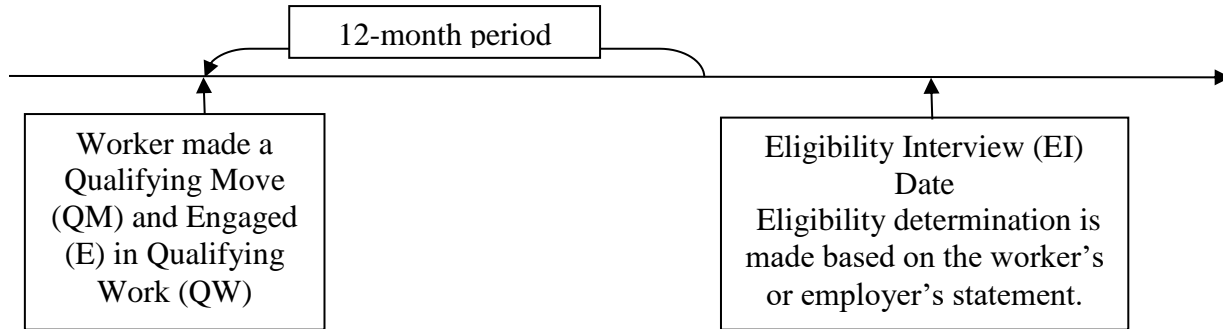 12-month period
Worker made a
Qualifying Move
(QM) and Engaged
(E) in Qualifying
Work (QW)
Eligibility Interview (EI)
Date
Eligibility determination is
made based on the worker’s
or employer’s statement.